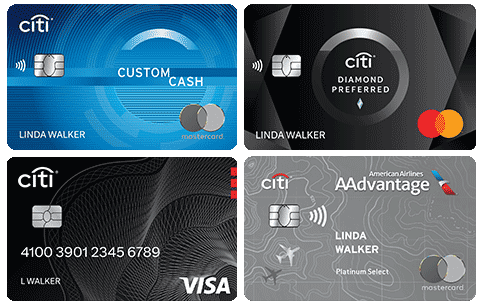 citi
CUSTOM
CASH
LINDA WALKER
mastercard
citi
DIAMOND
PREFERRED
LINDA WALKER
citi
4100 3901 2345 6789
L WALKER
VISA
citi
American Airlines
AAdvantage
LINDA
WALKER
Platinum Select
mastercard